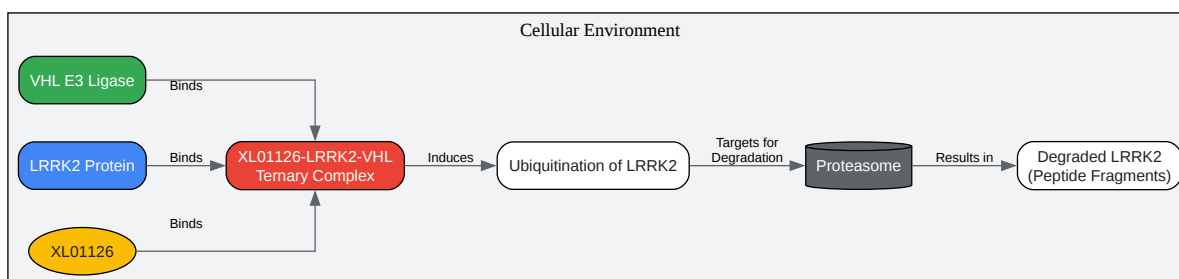 Cellular Environment
VHL E3 Ligase
Binds
LRRK2 Protein
Binds
XL01126-LRRK2-VHL
Ternary Complex
Induces
Ubiquitination of LRRK2
Targets for
Degradation
Proteasome
Results in
Degraded LRRK2
(Peptide Fragments)
Binds
XL01126